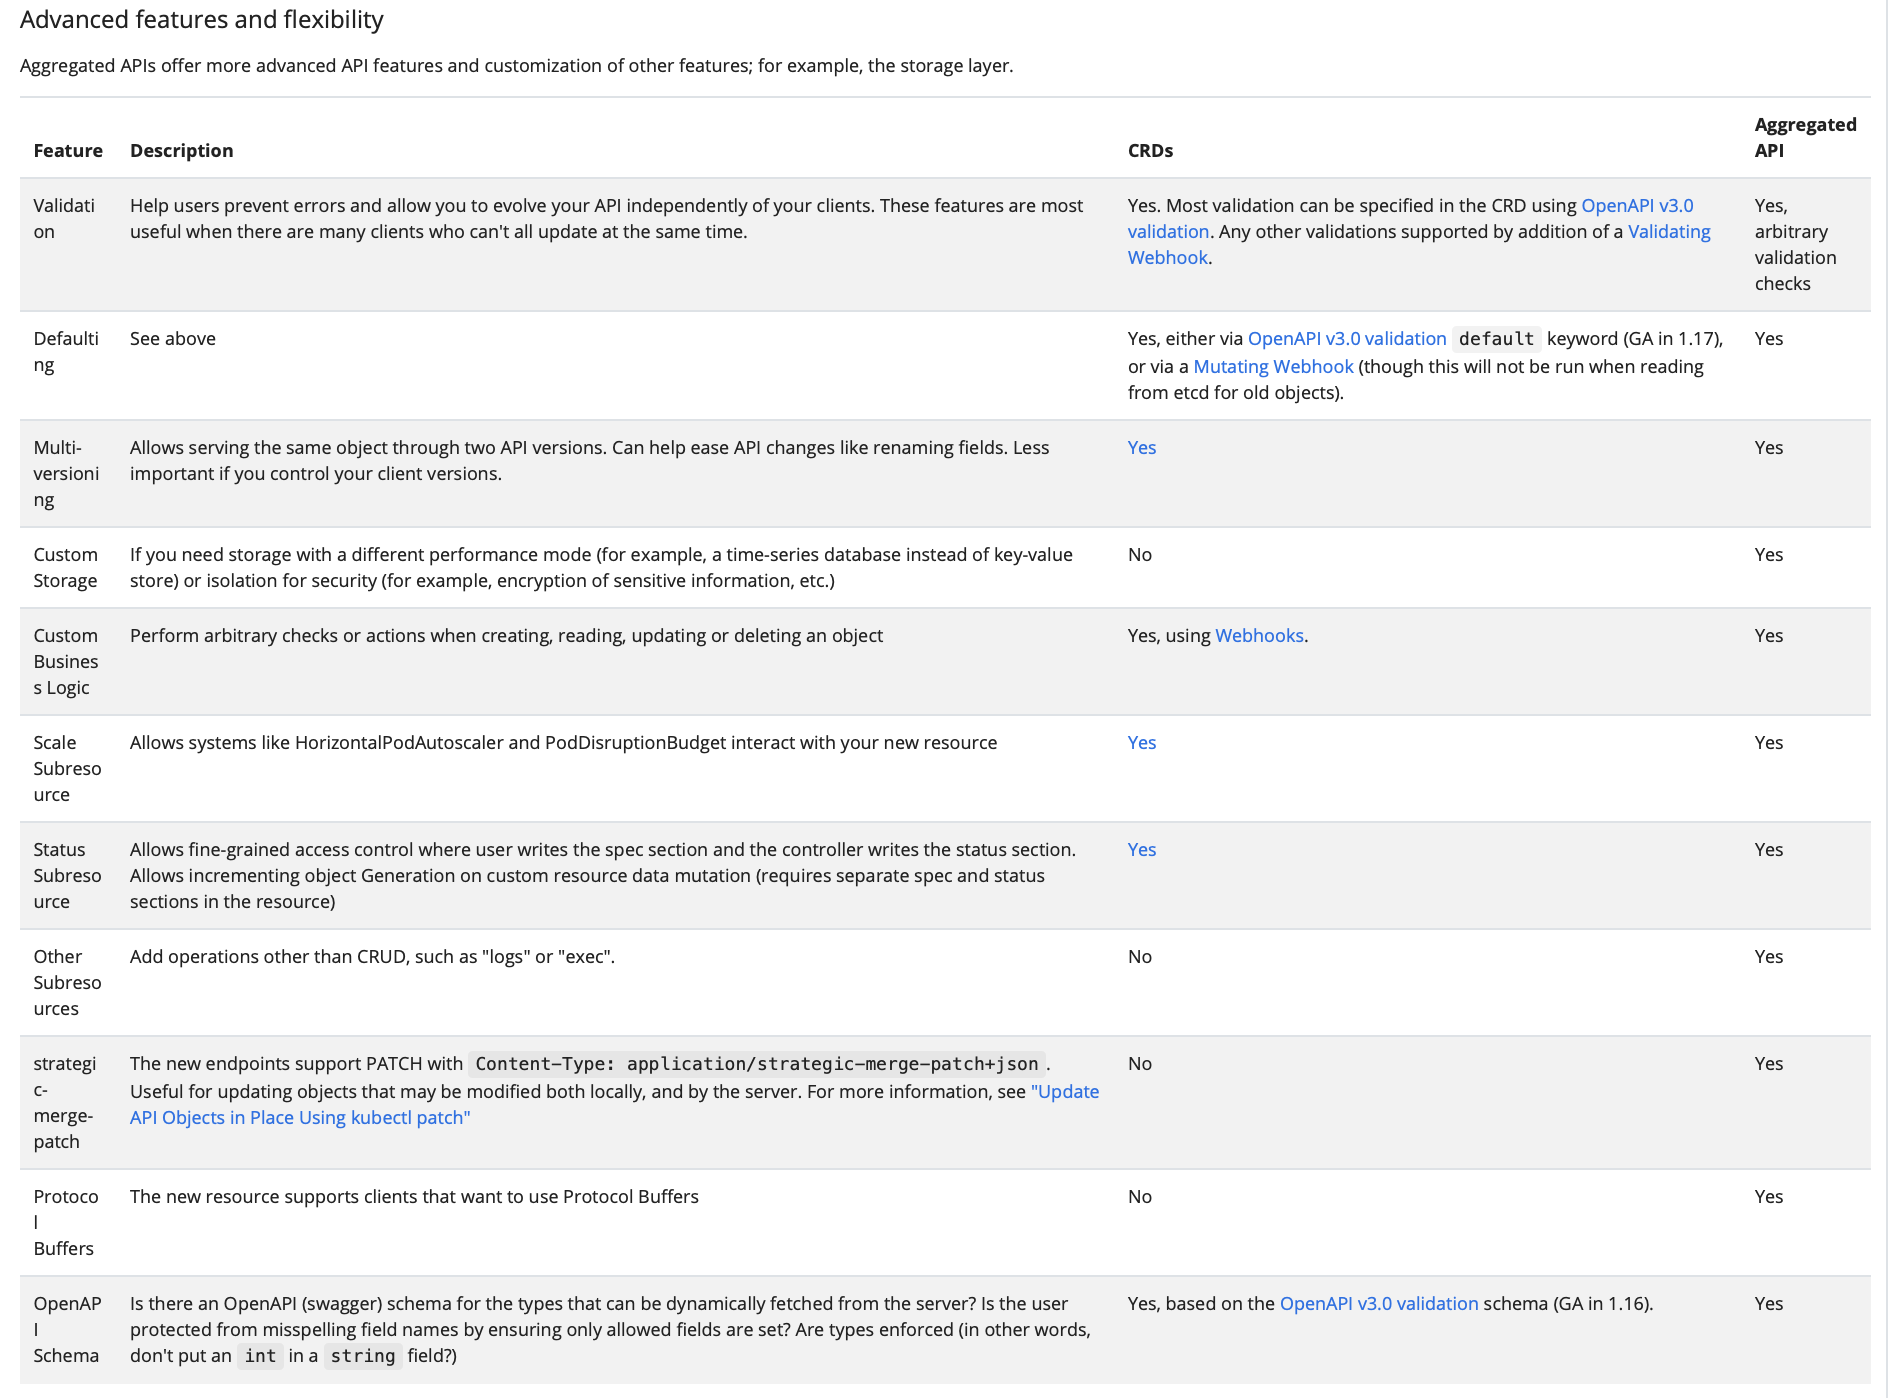 Advanced features and flexibility
Aggregated APIs offer more advanced API features and customization of other features; for example, the storage layer.
Feature
Description
CRDs
Aggregated
API
Validati
on
Help users prevent errors and allow you to evolve your API independently of your clients. These features are most
useful when there are many clients who can't all update at the same time.
Yes. Most validation can be specified in the CRD using OpenAPI v3.0
validation. Any other validations supported by addition of a Validating
Webhook.
Yes,
arbitrary
validation
checks
Defaulti
ng
See above
Yes, either via OpenAPI v3.0 validation default keyword (GA in 1.17),
or via a Mutating Webhook (though this will not be run when reading
from etcd for old objects).
Yes
Multi-
versioni
ng
Allows serving the same object through two API versions. Can help ease API changes like renaming fields. Less
important if you control your client versions.
Yes
Yes
Custom
Storage
If you need storage with a different performance mode (for example, a time-series database instead of key-value
store) or isolation for security (for example, encryption of sensitive information, etc.)
No
Yes
Custom
Busines
s Logic
Perform arbitrary checks or actions when creating, reading, updating or deleting an object
Yes, using Webhooks.
Yes
Scale
Subreso
urce
Allows systems like HorizontalPodAutoscaler and PodDisruptionBudget interact with your new resource
Yes
Yes
Status
Subreso
urce
Allows fine-grained access control where user writes the spec section and the controller writes the status section.
Allows incrementing object Generation on custom resource data mutation (requires separate spec and status
sections in the resource)
Yes
Yes
Other
Subreso
urces
Add operations other than CRUD, such as "logs" or "exec".
No
Yes
strategi
c-
merge-
patch
The new endpoints support PATCH with Content-Type: application/strategic-merge-patch+json.
Useful for updating objects that may be modified both locally, and by the server. For more information, see "Update
API Objects in Place Using kubectl patch"
No
Yes
Protoco
l
Buffers
The new resource supports clients that want to use Protocol Buffers
No
Yes
OpenAP
I
Schema
Is there an OpenAPI (swagger) schema for the types that can be dynamically fetched from the server? Is the user
protected from misspelling field names by ensuring only allowed fields are set? Are types enforced (in other words,
don't put an int in a string field?)
Yes, based on the OpenAPI v3.0 validation schema (GA in 1.16).
Yes